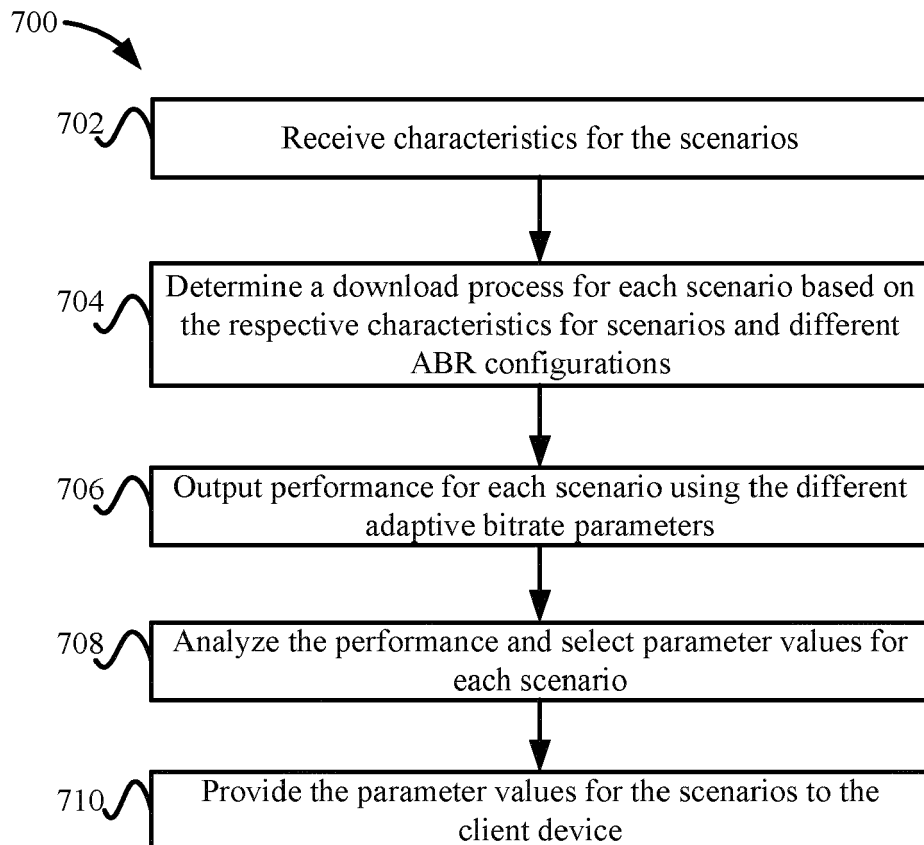 700
702
Receive characteristics for the scenarios
704
Determine a download process for each scenario based on
the respective characteristics for scenarios and different
ABR configurations
706
Output performance for each scenario using the different
adaptive bitrate parameters
708
Analyze the performance and select parameter values for
each scenario
710
Provide the parameter values for the scenarios to the
client device